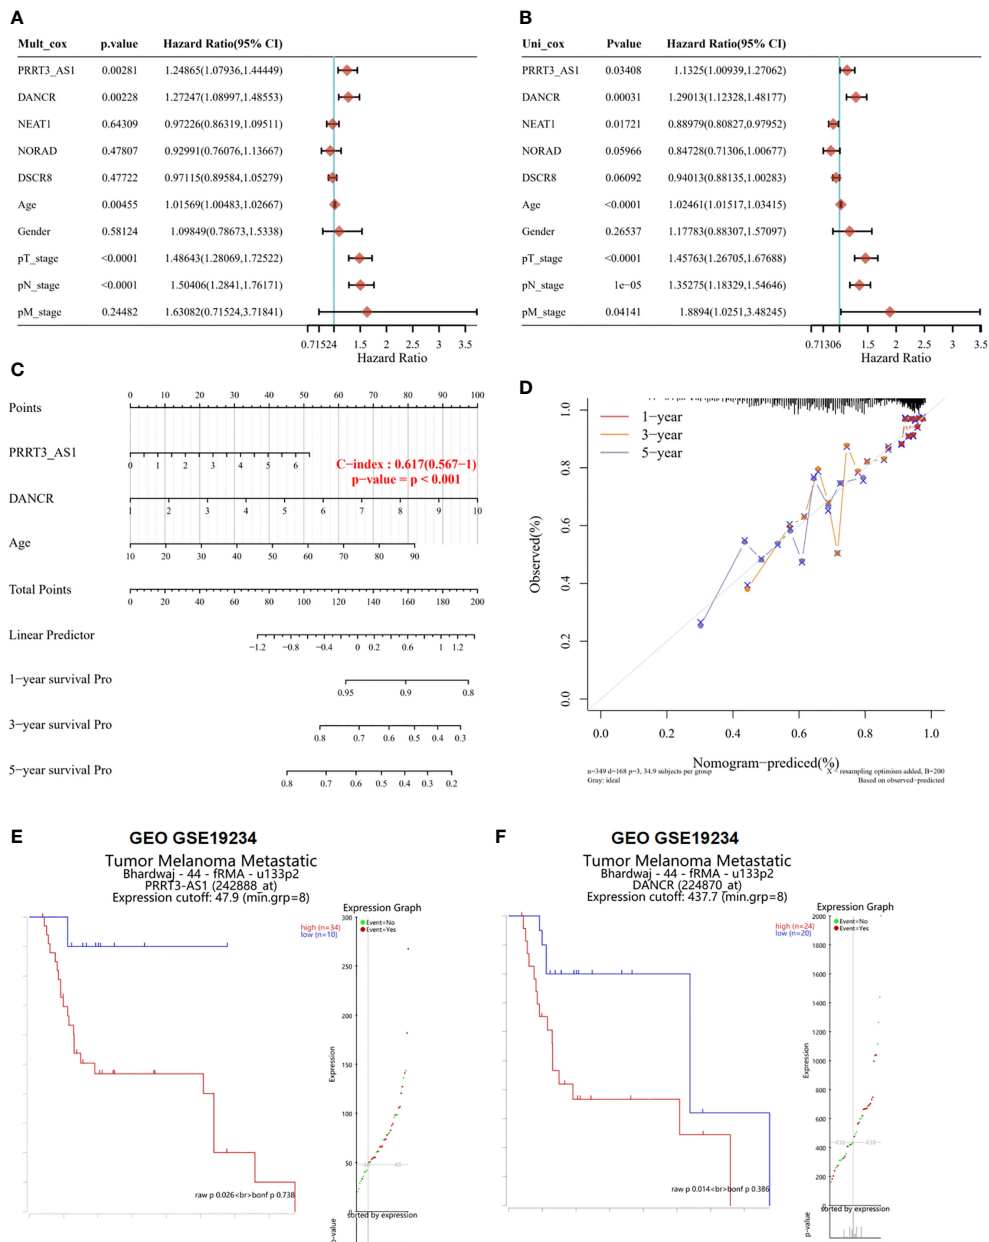 A
Mult_cox p.value Hazard Ratio(95% CI)
PRRT3_AS1 0.00281 1.24865(1.07936,1.44449)
DANCR 0.00228 1.27247(1.08997,1.48553)
NEAT1 0.64309 0.97226(0.86319,1.09511)
NORAD 0.47807 0.92991(0.76076,1.13667)
DSCR8 0.47722 0.97115(0.89584,1.05279)
Age 0.00455 1.01569(1.00483,1.02667)
Gender 0.58124 1.09849(0.78673,1.5338)
pT_stage <0.0001 1.48643(1.28069,1.72522)
pN_stage <0.0001 1.50406(1.2841,1.76171)
pM_stage 0.24482 1.63082(0.71524,3.71841)
0.71524 1.5 2 2.5 3 3.5
Hazard Ratio
B
Uni_cox Pvalue Hazard Ratio(95% CI)
PRRT3_AS1 0.03408 1.1325(1.00939,1.27062)
DANCR 0.00031 1.29013(1.12328,1.48177)
NEAT1 0.01721 0.88979(0.80827,0.97952)
NORAD 0.05966 0.84728(0.71306,1.00677)
DSCR8 0.06092 0.94013(0.88135,1.00283)
Age <0.0001 1.02461(1.01517,1.03415)
Gender 0.26537 1.17783(0.88307,1.57097)
pT_stage <0.0001 1.45763(1.26705,1.67688)
pN_stage 1e−05 1.35275(1.18329,1.54646)
pM_stage 0.04141 1.8894(1.0251,3.48245)
0.71306 1.5 2 2.5 3 3.5
Hazard Ratio
C
Points 0 10 20 30 40 50 60 70 80 90 100
PRRT3_AS1 0 1 2 3 4 5 6
C−index : 0.617(0.567−1)
p−value = p < 0.001
DANCR 1 2 3 4 5 6 7 8 9 10
Age 10 20 30 40 50 60 70 80 90
Total Points 0 20 40 60 80 100 120 140 160 180 200
Linear Predictor −1.2 −0.8 −0.4 0 0.2 0.6 1 1.2
1−year survival Pro 0.95 0.9 0.8
3−year survival Pro 0.8 0.7 0.6 0.5 0.4 0.3
5−year survival Pro 0.8 0.7 0.6 0.5 0.4 0.3 0.2
D
1−year
3−year
5−year
Observed(%)
1.0
0.8
0.6
0.4
0.2
0.0
0.0 0.2 0.4 0.6 0.8 1.0
Nomogram−prediced(%)
n=349 d=168 p=3, 34.9 subjects per group
Gray: ideal
X − resampling optimism added, B=200
Based on observed−predicted
E
GEO GSE19234
Tumor Melanoma Metastatic
Bhardwaj - 44 - fRMA - u133p2
PRRT3-AS1 (242888_at)
Expression cutoff: 47.9 (min.grp=8)
high (n=34)
low (n=10)
raw p 0.026<br>bonf p 0.738
Expression Graph
Event=No
Event=Yes
300
250
200
150
100
50
0
Expression
48
sorted by expression
p-value
F
GEO GSE19234
Tumor Melanoma Metastatic
Bhardwaj - 44 - fRMA - u133p2
DANCR (224870_at)
Expression cutoff: 437.7 (min.grp=8)
high (n=24)
low (n=20)
raw p 0.014<br>bonf p 0.386
Expression Graph
Event=No
Event=Yes
2000
1800
1600
1400
1200
1000
800
600
400
200
0
Expression
438 438
sorted by expression
p-value